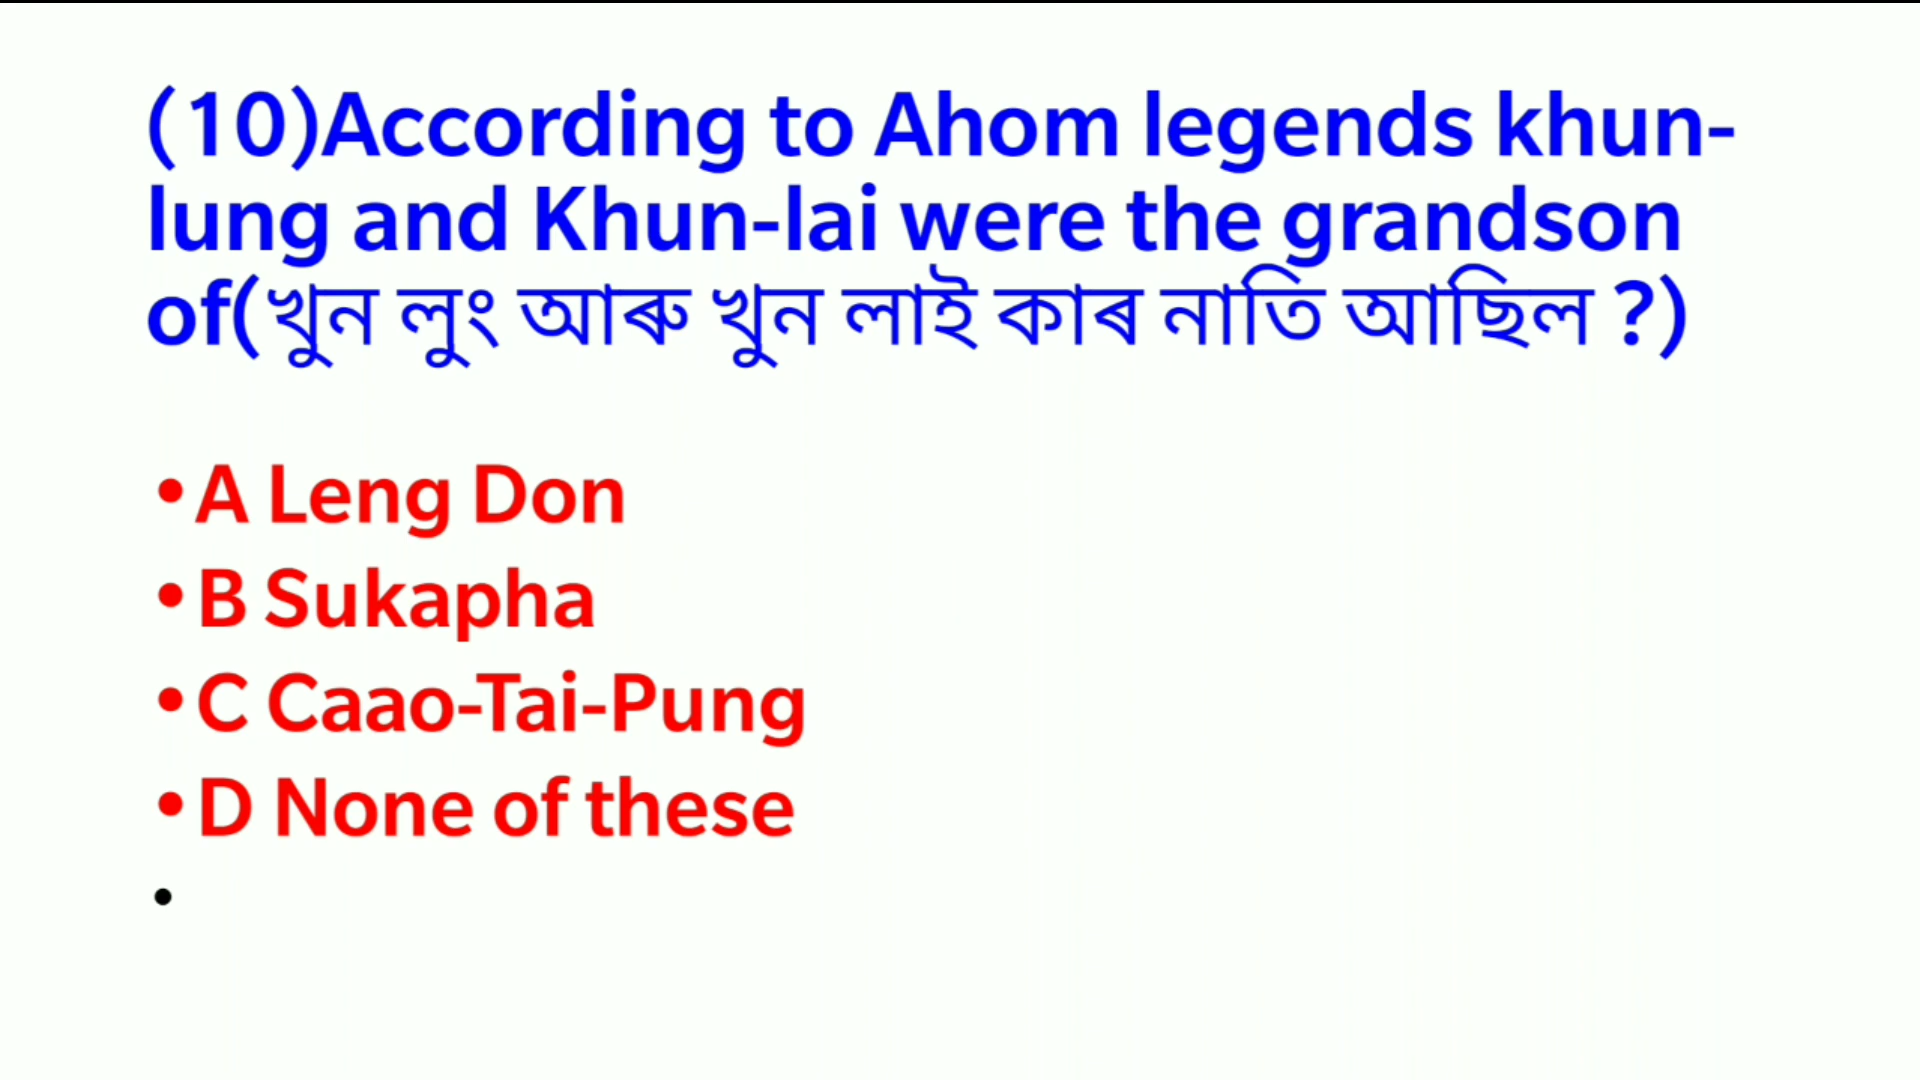 (10)According to Ahom legends khun-
lung and Khun-lai were the grandson
of(খুন লুং আৰু খুন লাই কাৰ নাতি আছিল ?)
•A Leng Don
•B Sukapha
•C Caao-Tai-Pung
•D None of these
•